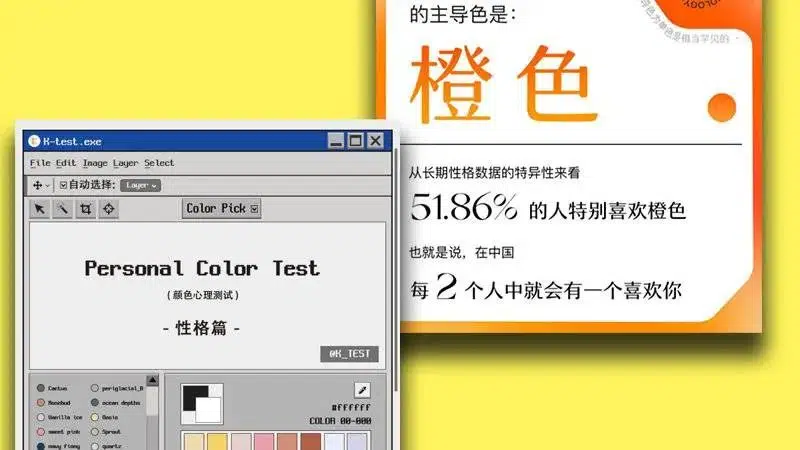 K-test.exe
File Edit Image Layer Select
自动选择: Layer
Color Pick
Personal Color Test
(颜色心理测试)
- 性格篇 -
@K_TEST
Cactus
periglacial_B
Rosebud
ocean depths
Vanilla ice
Oasis
sweet pink
Sprout
navy fiony
quartz
#ffffff
COLOR 00-000
的主导色是:
橙色
从长期性格数据的特异性来看
51.86% 的人特别喜欢橙色
也就是说，在中国
每 2 个人中就会有一个喜欢你